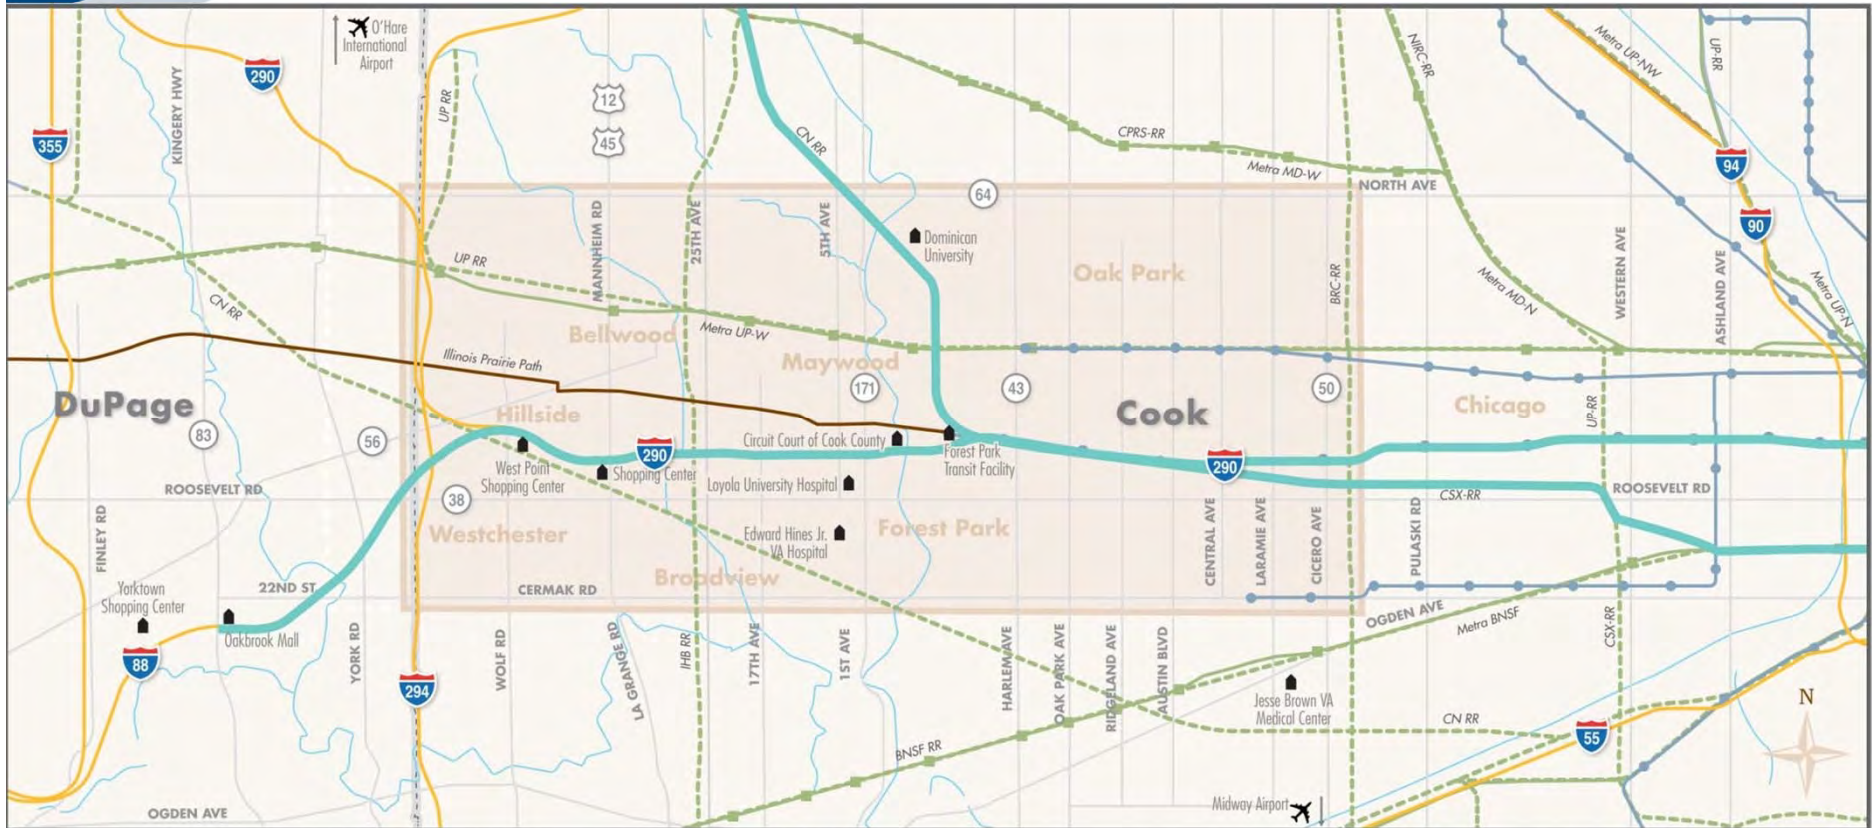 O'Hare
International
Airport
290
355
KINGERY HWY
UP RR
12
45
CN RR
CPRS-RR
Metra MD-W
NIRC-RR
Metra UP-NW
UP-RR
94
90
64
NORTH AVE
MANNHEIM RD
25TH AVE
5TH AVE
Dominican
University
Oak Park
BRC-RR
Metra MD-N
WESTERN AVE
ASHLAND AVE
Metra UP-N
UP RR
CN RR
Bellwood
Metra UP-W
Maywood
Illinois Prairie Path
DuPage
83
56
Hillside
171
43
Cook
50
Chicago
UP-RR
Circuit Court of Cook County
290
Forest Park
Transit Facility
290
West Point
Shopping Center
Shopping Center
Loyola University Hospital
ROOSEVELT RD
38
CSX-RR
ROOSEVELT RD
FINLEY RD
Westchester
Edward Hines Jr.
VA Hospital
Forest Park
CENTRAL AVE
LARAMIE AVE
CICERO AVE
PULASKI RD
Yorktown
Shopping Center
22ND ST
Broadview
CERMAK RD
Oakbrook Mall
OGDEN AVE
Metra BNSF
CSX-RR
88
294
YORK RD
WOLF RD
LA GRANGE RD
IHB RR
17TH AVE
1ST AVE
HARLEM AVE
OAK PARK AVE
RIDGELAND AVE
AUSTIN BLVD
Jesse Brown VA
Medical Center
CN RR
55
N
BNSF RR
OGDEN AVE
Midway Airport